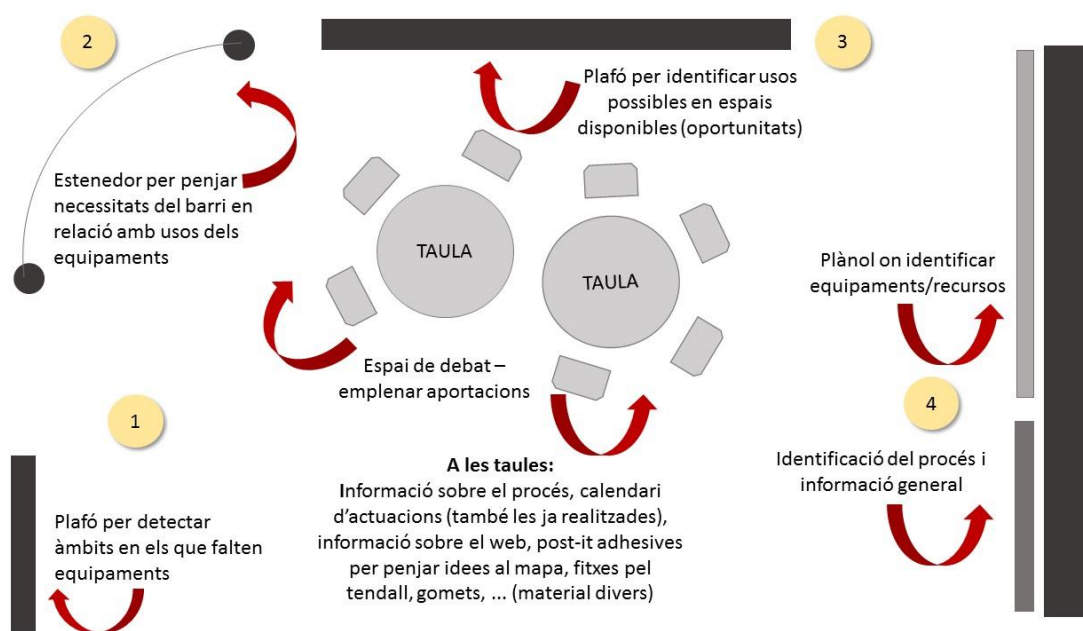 2
3
Plafó per identificar usos
possibles en espais
disponibles (oportunitats)
Estenedor per penjar
necessitats del barri en
relació amb usos dels
equipaments
TAULA
TAULA
Plànol on identificar
equipaments/recursos
Espai de debat –
emplenar aportacions
1
4
A les taules:
Informació sobre el procés, calendari
d'actuacions (també les ja realitzades),
informació sobre el web, post-it adhesives
per penjar idees al mapa, fitxes pel
tendall, gomets, ... (material divers)
Identificació del procés i
informació general
Plafó per detectar
àmbits en els que falten
equipaments